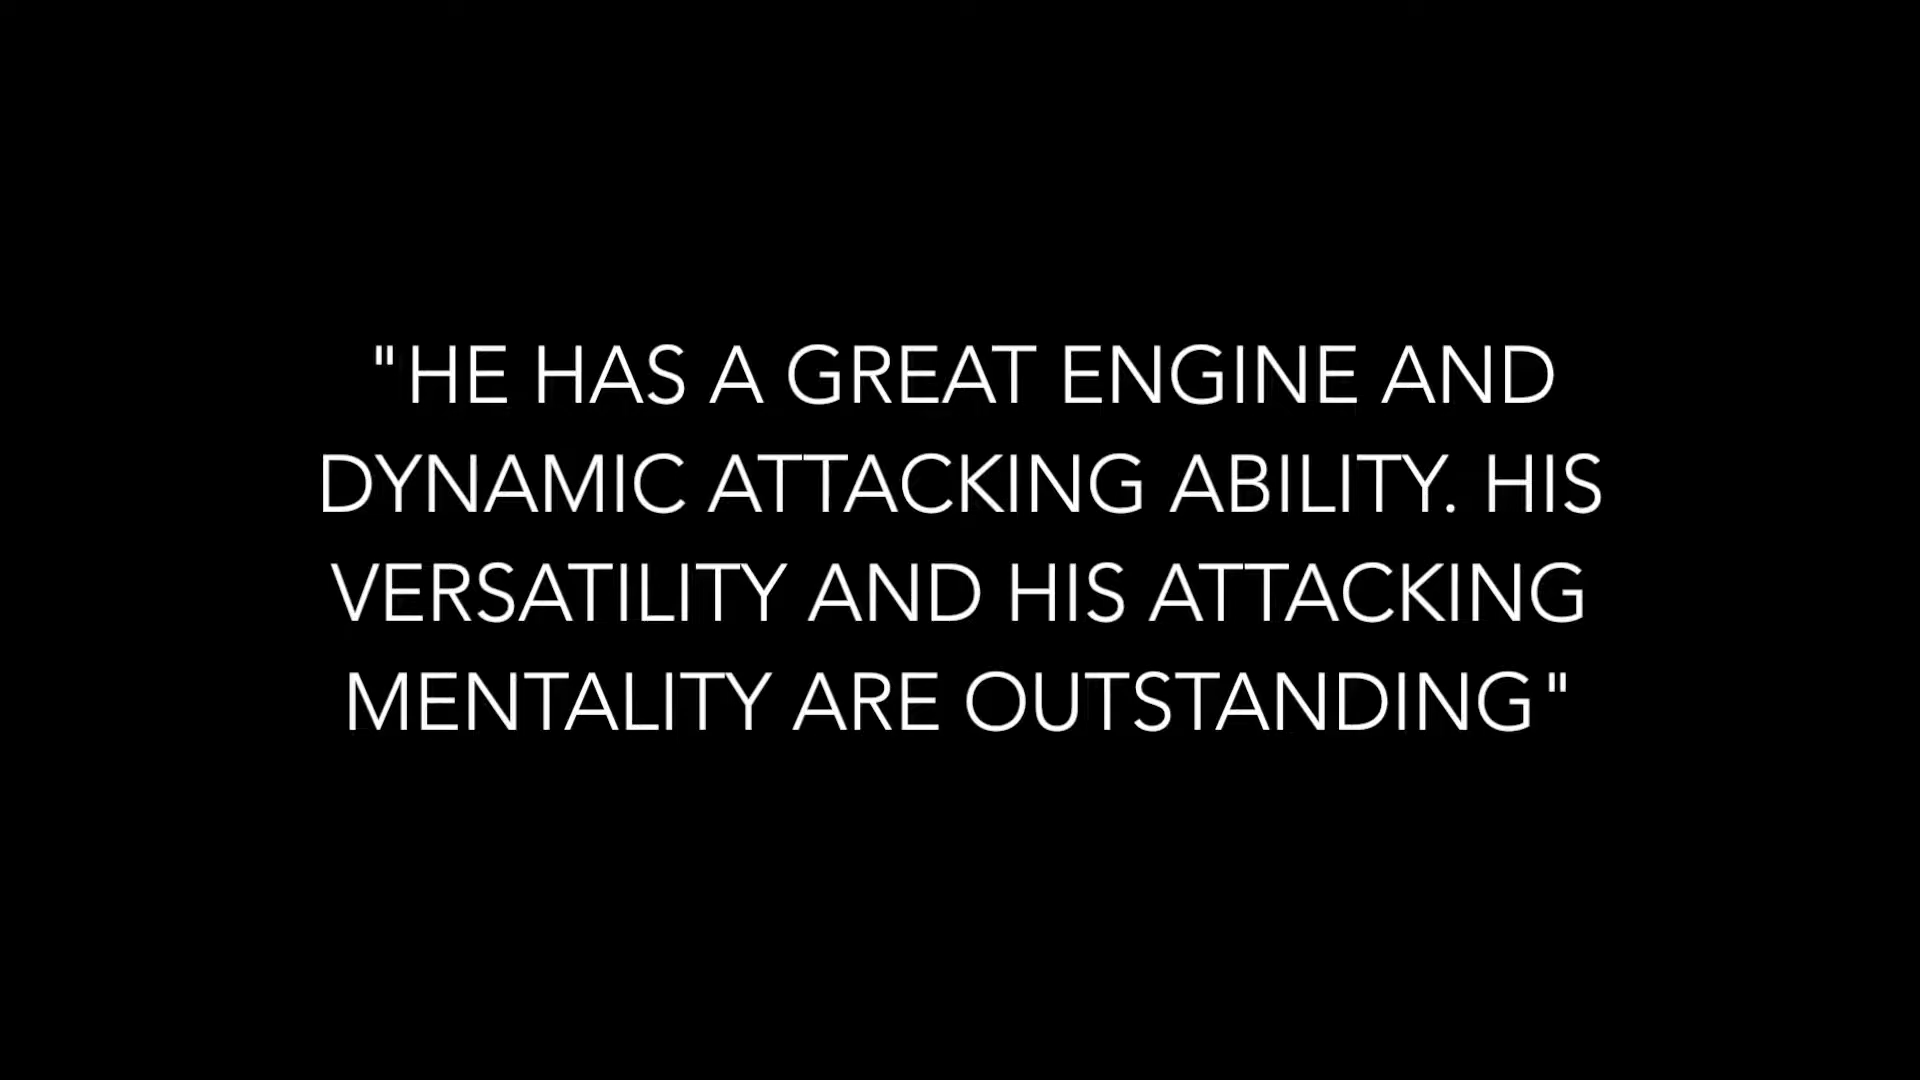 "HE HAS A GREAT ENGINE AND
DYNAMIC ATTACKING ABILITY. HIS
VERSATILITY AND HIS ATTACKING
MENTALITY ARE OUTSTANDING"